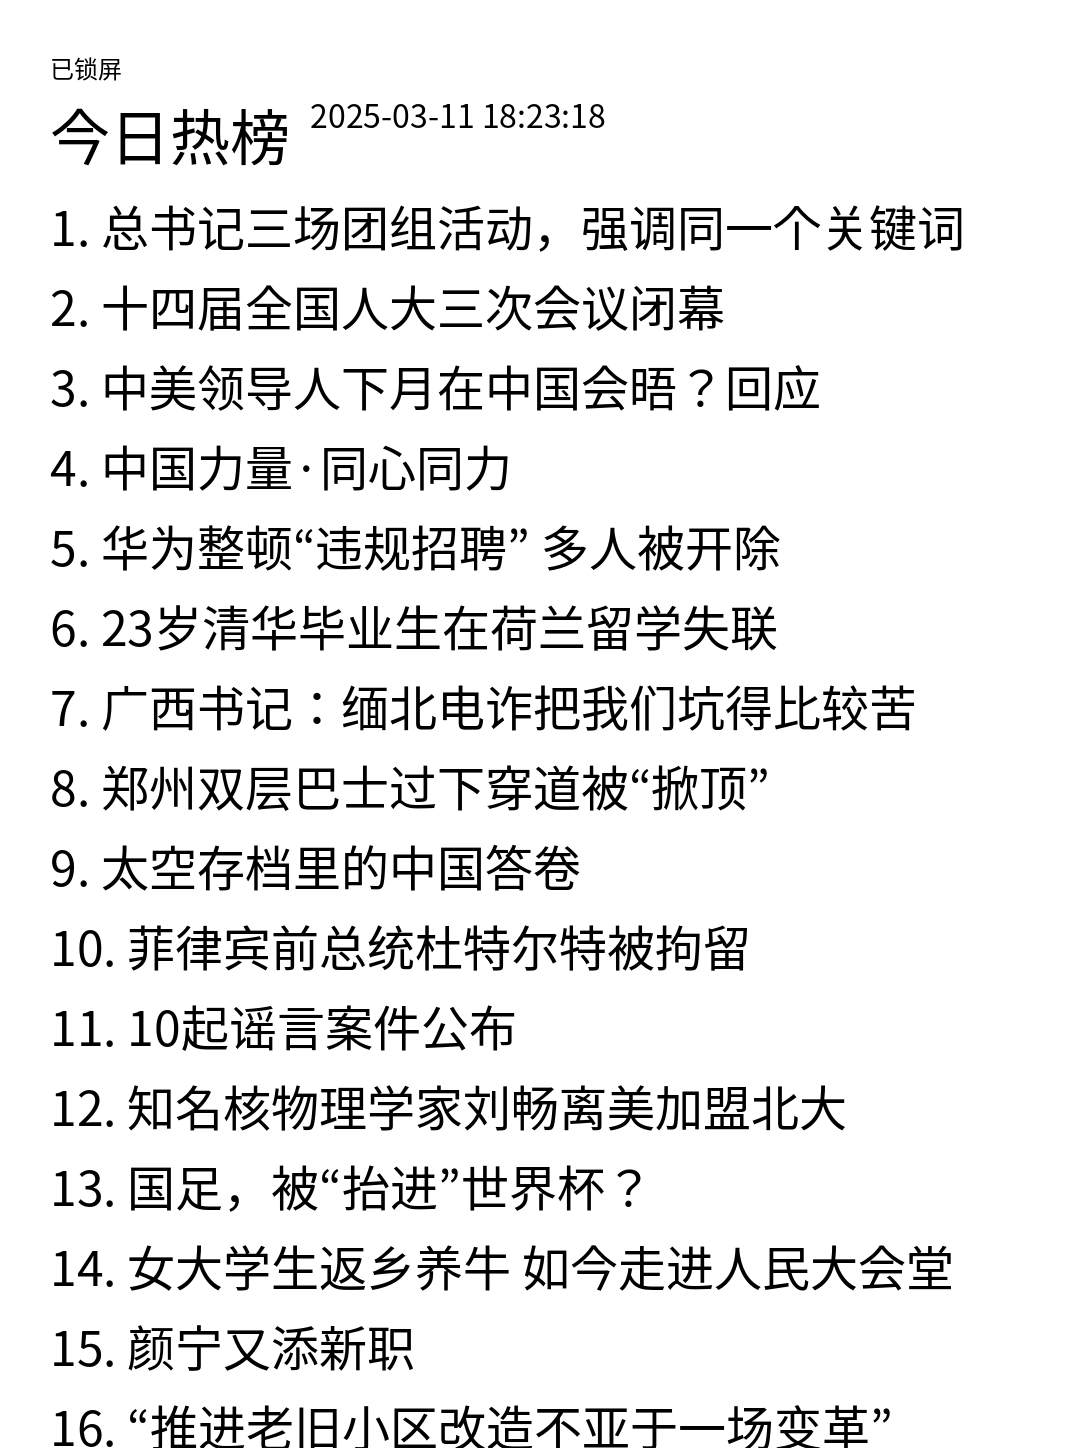 已锁屏
今日热榜 2025-03-11 18:23:18
1. 总书记三场团组活动，强调同一个关键词
2. 十四届全国人大三次会议闭幕
3. 中美领导人下月在中国会晤？回应
4. 中国力量·同心同力
5. 华为整顿“违规招聘” 多人被开除
6. 23岁清华毕业生在荷兰留学失联
7. 广西书记：缅北电诈把我们坑得比较苦
8. 郑州双层巴士过下穿道被“掀顶”
9. 太空存档里的中国答卷
10. 菲律宾前总统杜特尔特被拘留
11. 10起谣言案件公布
12. 知名核物理学家刘畅离美加盟北大
13. 国足，被“抬进”世界杯？
14. 女大学生返乡养牛 如今走进人民大会堂
15. 颜宁又添新职
16. “推进老旧小区改造不亚于一场变革”